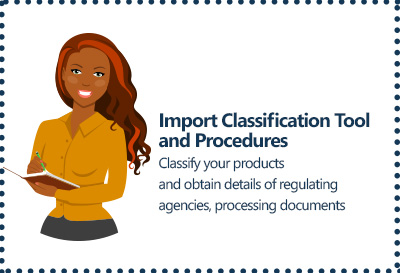 Import Classification Tool
and Procedures
Classify your products
and obtain details of regulating
agencies, processing documents